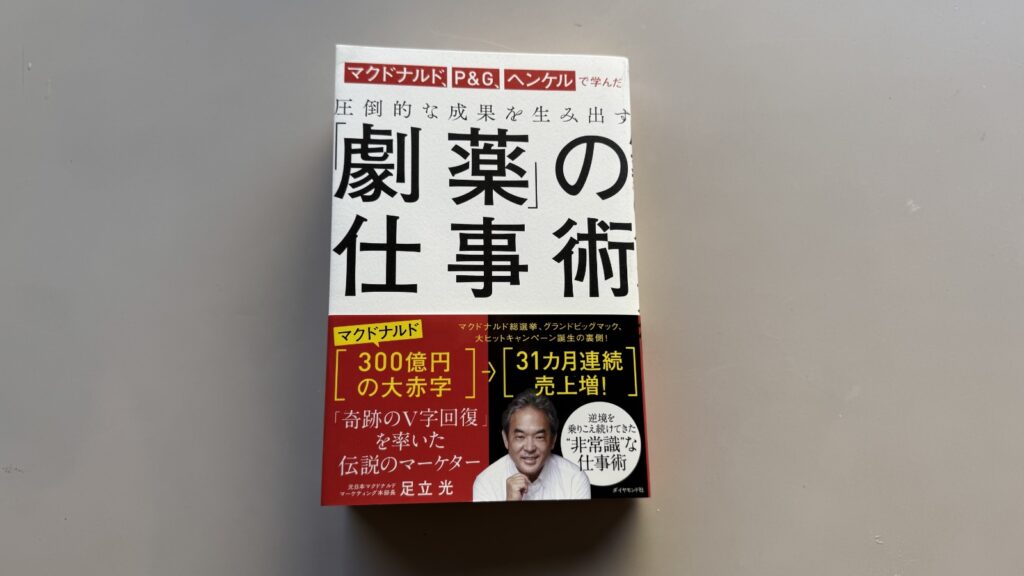 マクドナルド、P&G、ヘンケルで学んだ
圧倒的な成果を生み出す
「劇薬」の
仕事術
マクドナルド
300億円
の大赤字
マクドナルド総選挙、グランドビッグマック、
大ヒットキャンペーン誕生の裏側!
31カ月連続
売上増!
「奇跡のV字回復」
を率いた
伝説のマーケター
元日本マクドナルド
マーケティング本部長 足立 光
逆境を
乗りこえ続けてきた
“非常識”な
仕事術
ダイヤモンド社